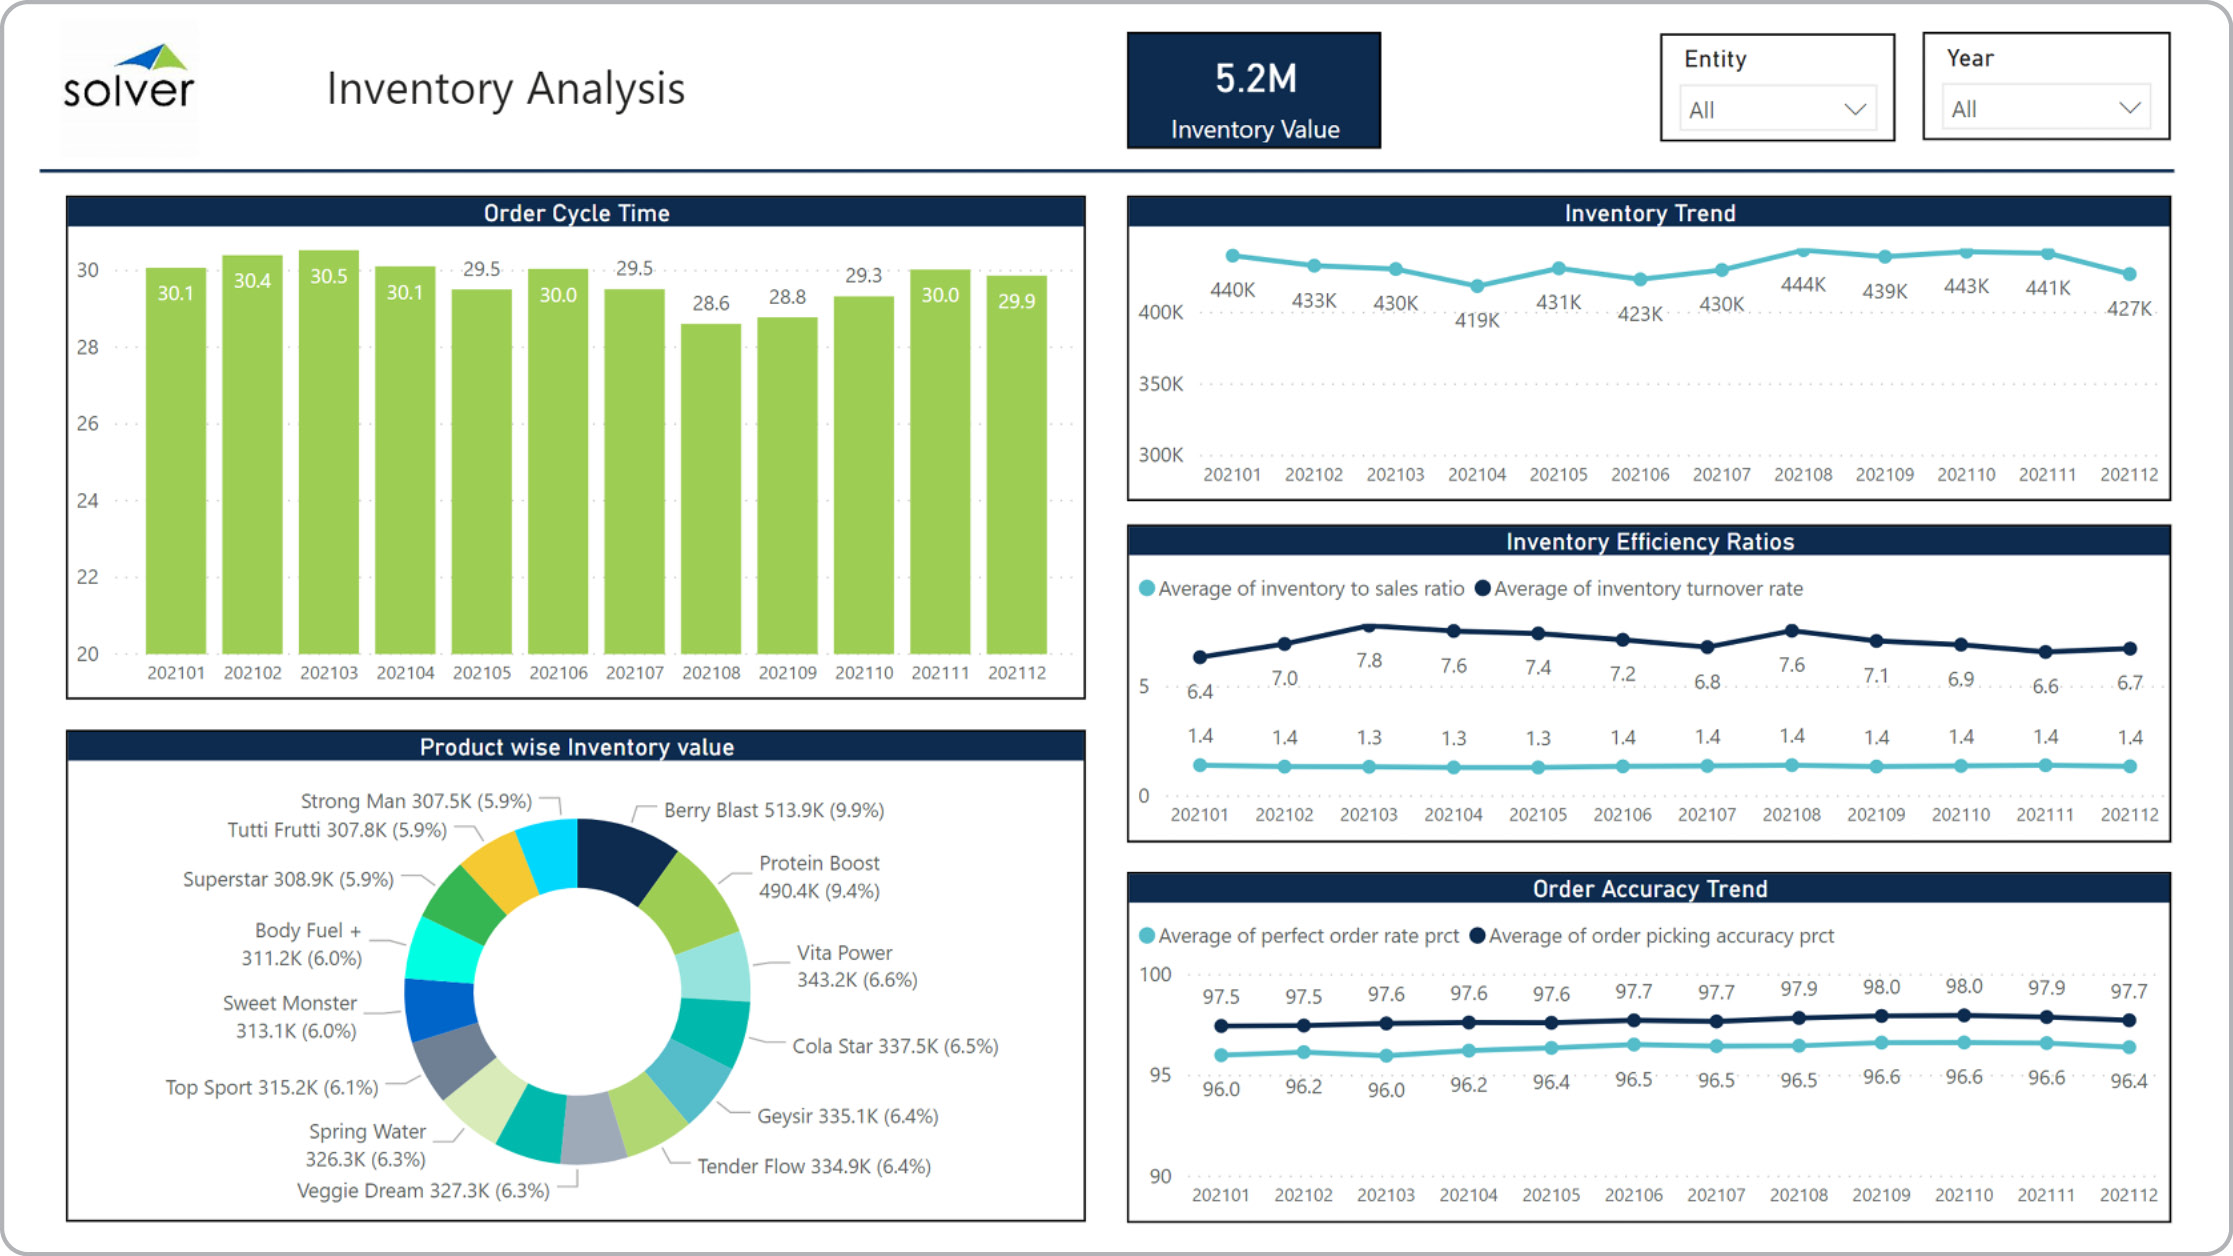 solver
Inventory Analysis
5.2M
Inventory Value
Entity
All
Year
All
Order Cycle Time
30
28
26
24
22
20
30.1
30.4
30.5
30.1
29.5
30.0
29.5
28.6
28.8
29.3
30.0
29.9
202101 202102 202103 202104 202105 202106 202107 202108 202109 202110 202111 202112
Product wise Inventory value
Berry Blast 513.9K (9.9%)
Protein Boost
490.4K (9.4%)
Vita Power
343.2K (6.6%)
Cola Star 337.5K (6.5%)
Geysir 335.1K (6.4%)
Tender Flow 334.9K (6.4%)
Veggie Dream 327.3K (6.3%)
Spring Water
326.3K (6.3%)
Top Sport 315.2K (6.1%)
Sweet Monster
313.1K (6.0%)
Body Fuel +
311.2K (6.0%)
Superstar 308.9K (5.9%)
Tutti Frutti 307.8K (5.9%)
Strong Man 307.5K (5.9%)
Inventory Trend
400K
350K
300K
440K
433K
430K
419K
431K
423K
430K
444K
439K
443K
441K
427K
202101 202102 202103 202104 202105 202106 202107 202108 202109 202110 202111 202112
Inventory Efficiency Ratios
Average of inventory to sales ratio Average of inventory turnover rate
5
0
6.4 7.0 7.8 7.6 7.4 7.2 6.8 7.6 7.1 6.9 6.6 6.7
1.4 1.4 1.3 1.3 1.3 1.4 1.4 1.4 1.4 1.4 1.4 1.4
202101 202102 202103 202104 202105 202106 202107 202108 202109 202110 202111 202112
Order Accuracy Trend
Average of perfect order rate prct Average of order picking accuracy prct
100
95
90
97.5 97.5 97.6 97.6 97.6 97.7 97.7 97.9 98.0 98.0 97.9 97.7
96.0 96.2 96.0 96.2 96.4 96.5 96.5 96.5 96.6 96.6 96.6 96.4
202101 202102 202103 202104 202105 202106 202107 202108 202109 202110 202111 202112